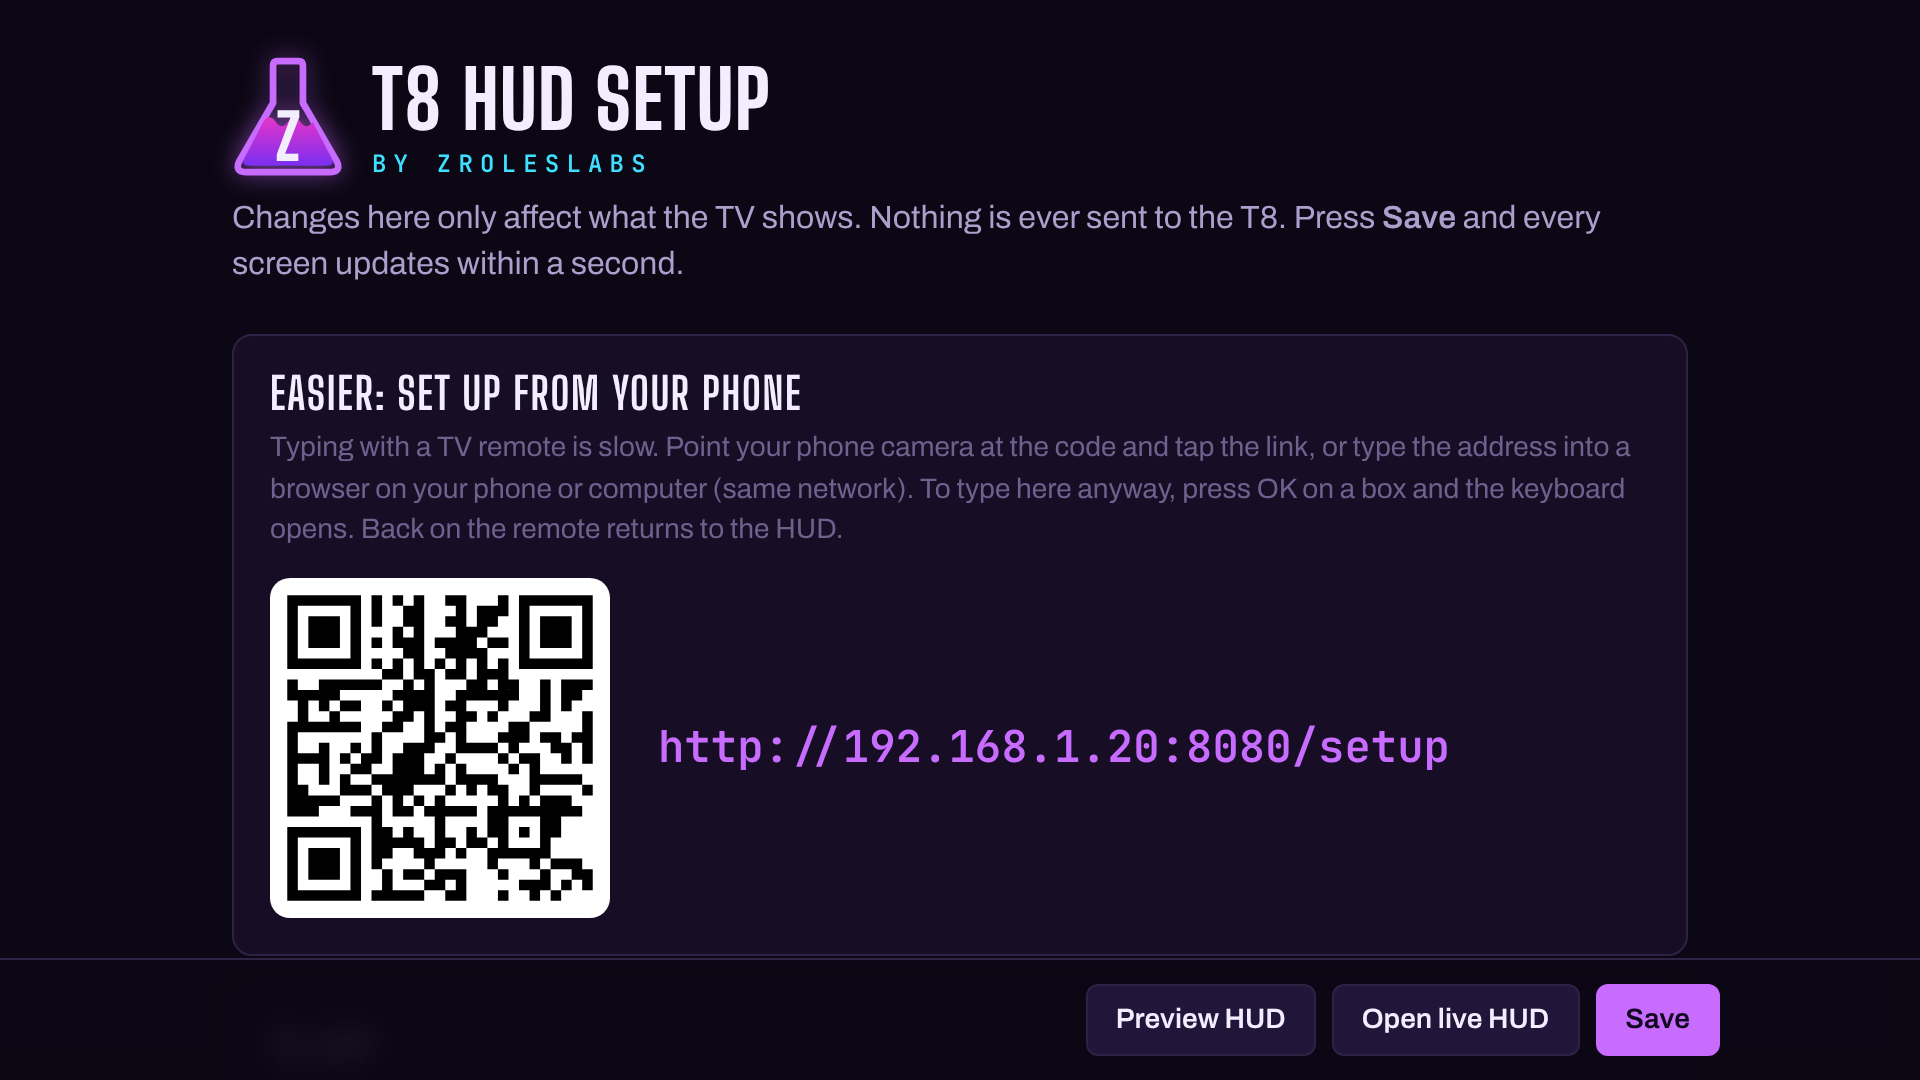 Z
T8 HUD SETUP
BY ZROLESLABS
Changes here only affect what the TV shows. Nothing is ever sent to the T8. Press Save and every
screen updates within a second.
EASIER: SET UP FROM YOUR PHONE
Typing with a TV remote is slow. Point your phone camera at the code and tap the link, or type the address into a
browser on your phone or computer (same network). To type here anyway, press OK on a box and the keyboard
opens. Back on the remote returns to the HUD.
http://192.168.1.20:8080/setup
Preview HUD
Open live HUD
Save